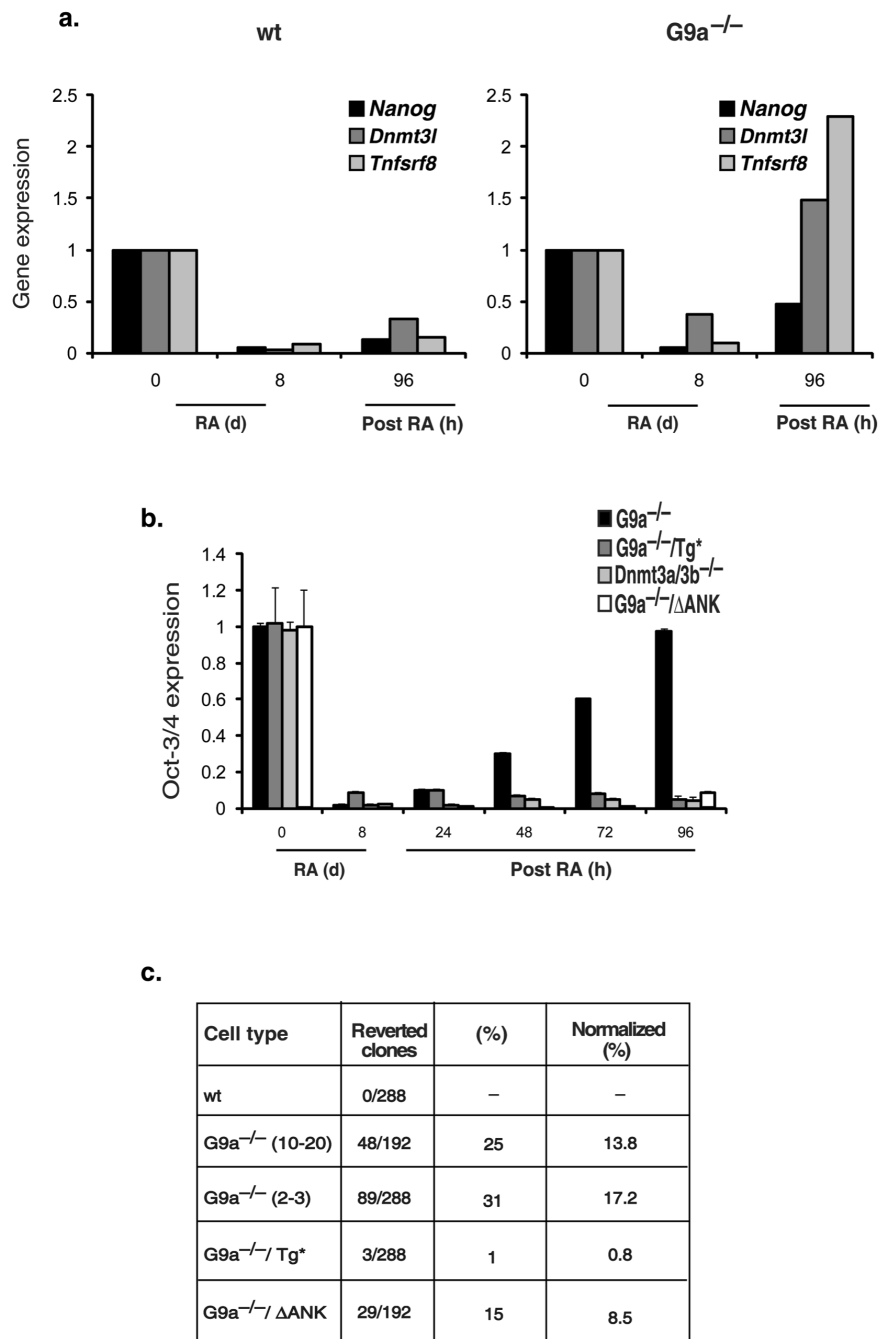 a.
wt
G9a−/−
2.5
2
1.5
1
0.5
0
Gene expression
Nanog
Dnmt3l
Tnfsrf8
0
8
96
RA (d)
Post RA (h)
2.5
2
1.5
1
0.5
0
Nanog
Dnmt3l
Tnfsrf8
0
8
96
RA (d)
Post RA (h)
b.
G9a−/−
G9a−/−/Tg*
Dnmt3a/3b−/−
G9a−/−/ΔANK
1.4
1.2
1
0.8
0.6
0.4
0.2
0
Oct-3/4 expression
0
8
24
48
72
96
RA (d)
Post RA (h)
c.
Cell type Reverted clones (%) Normalized (%)
wt 0/288 – –
G9a−/− (10-20) 48/192 25 13.8
G9a−/− (2-3) 89/288 31 17.2
G9a−/−/ Tg* 3/288 1 0.8
G9a−/−/ ΔANK 29/192 15 8.5